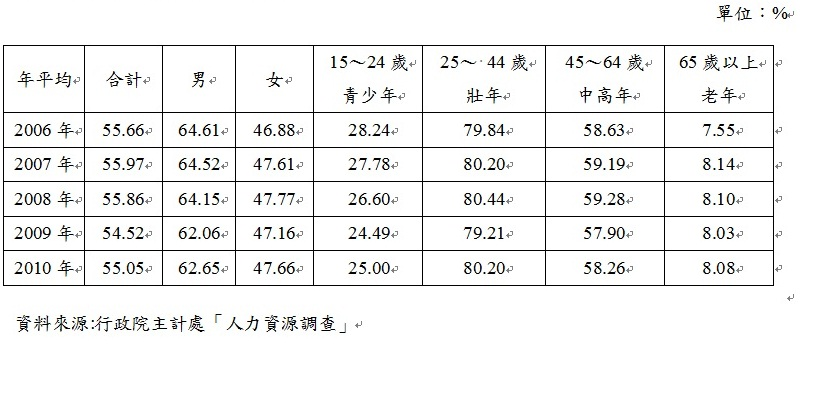 單位：%
年平均 合計 男 女 15～24 歲 青少年 25～44 歲 壯年 45～64 歲 中高年 65 歲以上 老年
2006 年 55.66 64.61 46.88 28.24 79.84 58.63 7.55
2007 年 55.97 64.52 47.61 27.78 80.20 59.19 8.14
2008 年 55.86 64.15 47.77 26.60 80.44 59.28 8.10
2009 年 54.52 62.06 47.16 24.49 79.21 57.90 8.03
2010 年 55.05 62.65 47.66 25.00 80.20 58.26 8.08
資料來源:行政院主計處「人力資源調查」